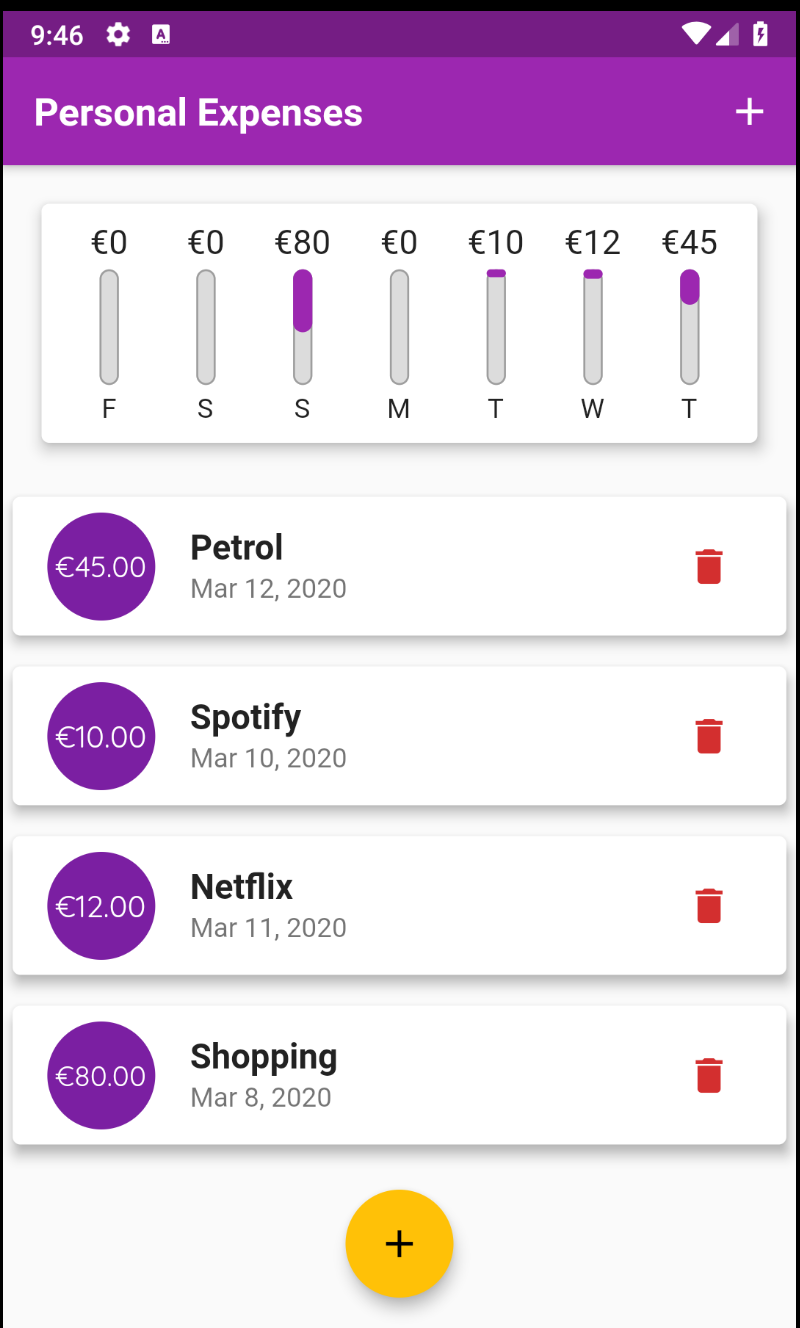 9:46
Personal Expenses
€0 €0 €80 €0 €10 €12 €45
F S S M T W T
€45.00
Petrol
Mar 12, 2020
€10.00
Spotify
Mar 10, 2020
€12.00
Netflix
Mar 11, 2020
€80.00
Shopping
Mar 8, 2020